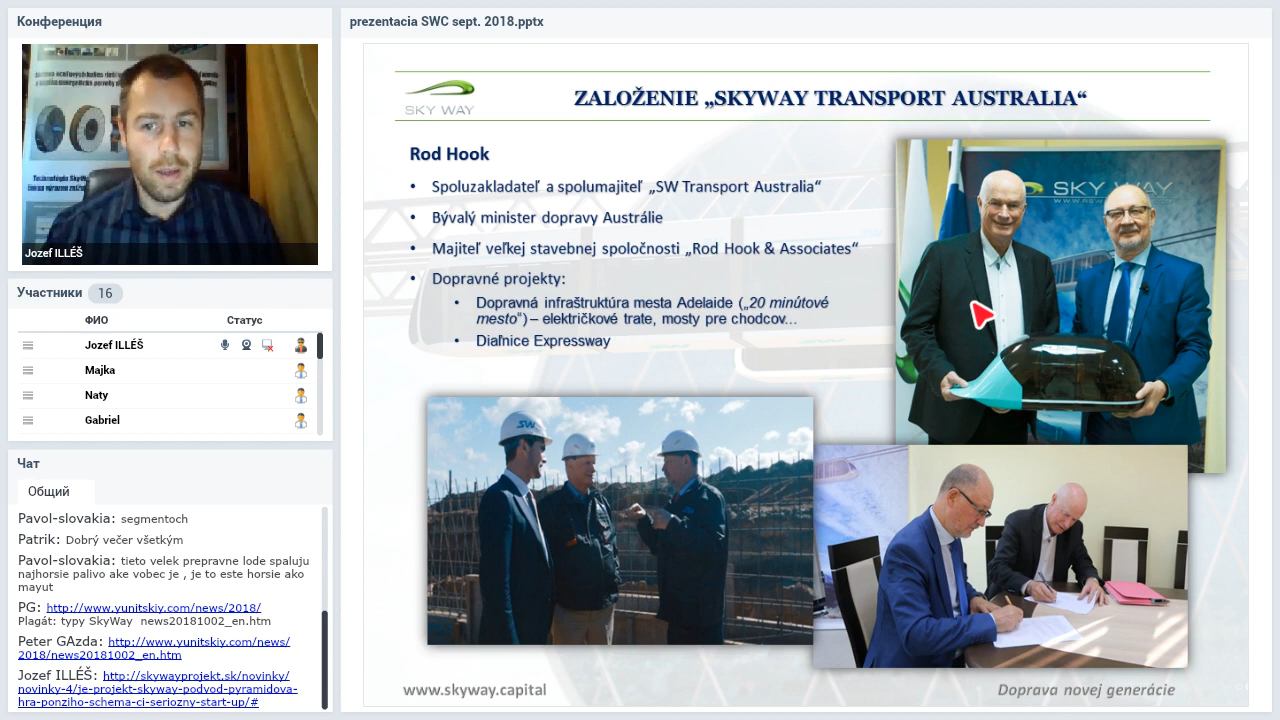 Конференция
Jozef ILLÉŠ
Участники 16
ФИО Статус
Jozef ILLÉŠ
Majka
Naty
Gabriel
Чат
Общий
Pavol-slovakia: segmentoch
Patrik: Dobrý večer všetkým
Pavol-slovakia: tieto velek prepravne lode spaluju
najhorsie palivo ake vobec je , je to este horsie ako
mayut
PG: http://www.yunitskiy.com/news/2018/
Plagát: typy SkyWay news20181002_en.htm
Peter GAzda: http://www.yunitskiy.com/news/
2018/news20181002_en.htm
Jozef ILLÉŠ: http://skywayprojekt.sk/novinky/
novinky-4/je-projekt-skyway-podvod-pyramidova-
hra-ponziho-schema-ci-seriozny-start-up/#
prezentacia SWC sept. 2018.pptx
SKY WAY
ZALOŽENIE „SKYWAY TRANSPORT AUSTRALIA“
Rod Hook
• Spoluzakladateľ a spolumajiteľ „SW Transport Australia“
• Bývalý minister dopravy Austrálie
• Majiteľ veľkej stavebnej spoločnosti „Rod Hook & Associates“
• Dopravné projekty:
• Dopravná infraštruktúra mesta Adelaide („20 minútové
mesto“) – električkové trate, mosty pre chodcov...
• Diaľnice Expressway
SKY WAY
SW
www.skyway.capital
Doprava novej generácie